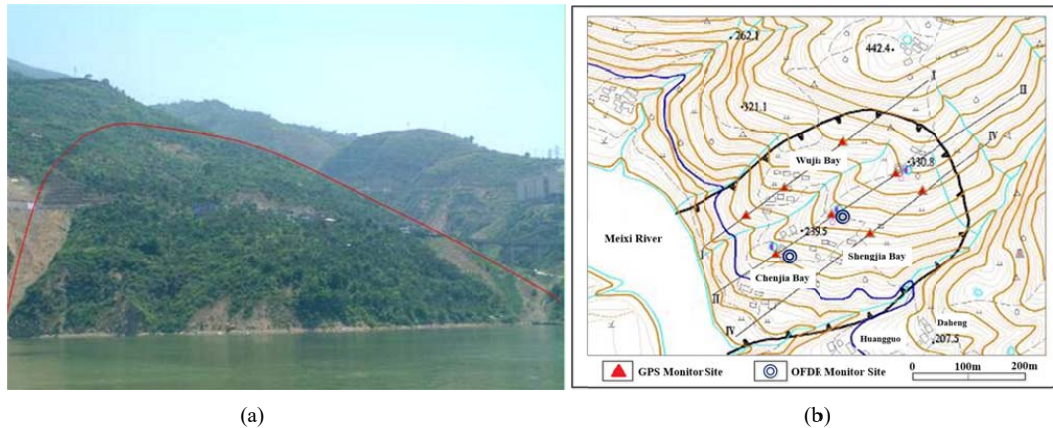 262.1
442.4
I
II
321.1
IV
Wujia Bay
330.8
Meixi River
239.5
Shengjia Bay
I
Chenjia Bay
II
IV
Daheng
Huangguo
207.5
GPS Monitor Site
OFDR Monitor Site
0
100m
200m
(a)
(b)